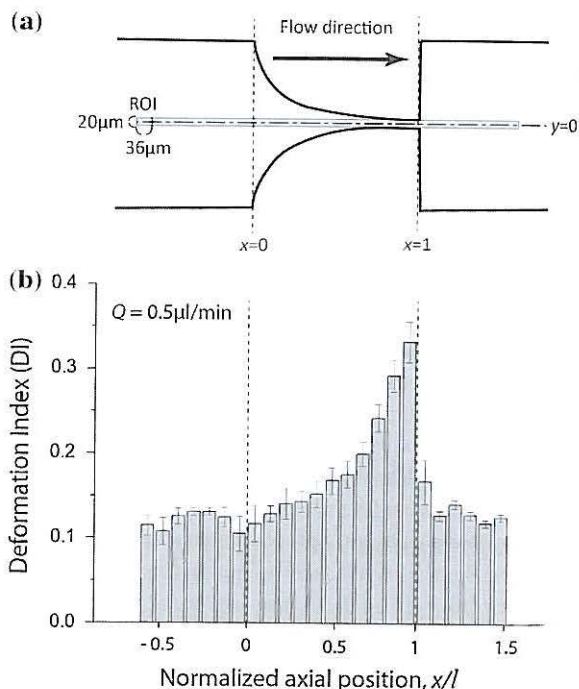 (a)
Flow direction
ROI
20μm
36μm
y=0
x=0
x=1
(b)
0.4
Q = 0.5μl/min
0.3
0.2
0.1
0.0
Deformation Index (DI)
-0.5
0
0.5
1
1.5
Normalized axial position, x/l